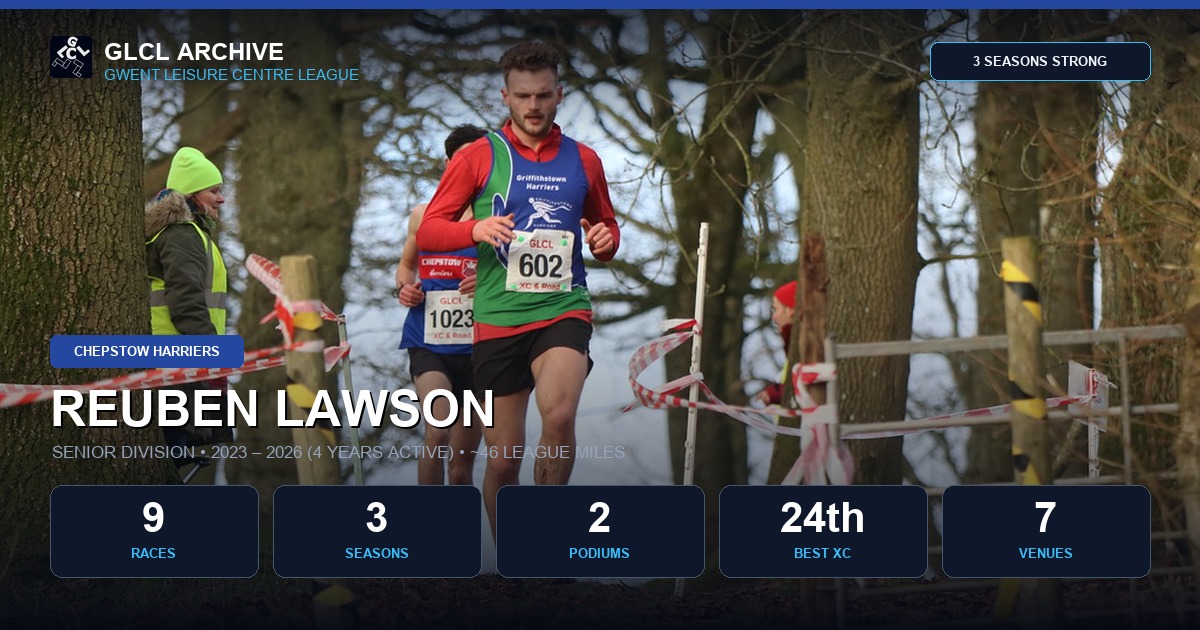 GLCL ARCHIVE
GWENT LEISURE CENTRE LEAGUE
3 SEASONS STRONG
Griffithstown
Harriers
GLCL
602
XC & Road
CHEPSTOW
Harriers
GLCL
1023
XC & Road
CHEPSTOW HARRIERS
REUBEN LAWSON
SENIOR DIVISION • 2023 – 2026 (4 YEARS ACTIVE) • ~46 LEAGUE MILES
9
RACES
3
SEASONS
2
PODIUMS
24th
BEST XC
7
VENUES